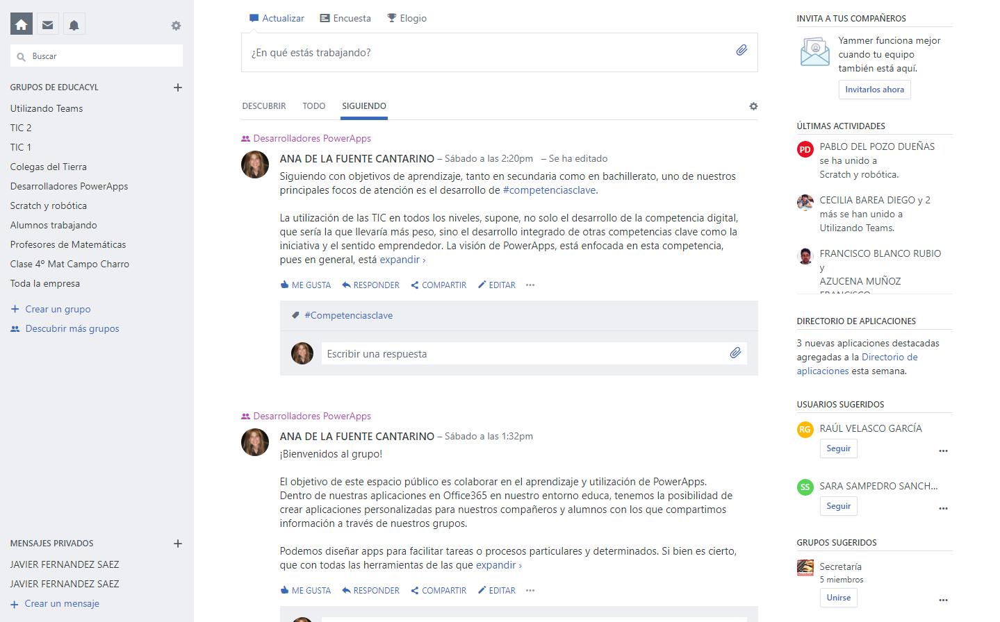 Buscar
GRUPOS DE EDUCACYL
Utilizando Teams
TIC 2
TIC 1
Colegas del Tierra
Desarrolladores PowerApps
Scratch y robótica
Alumnos trabajando
Profesores de Matemáticas
Clase 4º Mat Campo Charro
Toda la empresa
Crear un grupo
Descubrir más grupos
MENSAJES PRIVADOS
JAVIER FERNANDEZ SAEZ
JAVIER FERNANDEZ SAEZ
Crear un mensaje
Actualizar Encuesta Elogio
¿En qué estás trabajando?
DESCUBRIR TODO SIGUIENDO
Desarrolladores PowerApps
ANA DE LA FUENTE CANTARINO – Sábado a las 2:20pm – Se ha editado
Siguiendo con objetivos de aprendizaje, tanto en secundaria como en bachillerato, uno de nuestros
principales focos de atención es el desarrollo de #competenciasclave.
La utilización de las TIC en todos los niveles, supone, no solo el desarrollo de la competencia digital,
que sería la que llevaría más peso, sino el desarrollo integrado de otras competencias clave como la
iniciativa y el sentido emprendedor. La visión de PowerApps, está enfocada en esta competencia,
pues en general, está expandir ›
ME GUSTA RESPONDER COMPARTIR EDITAR •••
#Competenciasclave
Escribir una respuesta
Desarrolladores PowerApps
ANA DE LA FUENTE CANTARINO – Sábado a las 1:32pm
¡Bienvenidos al grupo!
El objetivo de este espacio público es colaborar en el aprendizaje y utilización de PowerApps.
Dentro de nuestras aplicaciones en Office365 en nuestro entorno educa, tenemos la posibilidad de
crear aplicaciones personalizadas para nuestros compañeros y alumnos con los que compartimos
información a través de nuestros grupos.
Podemos diseñar apps para facilitar tareas o procesos particulares y determinados. Si bien es cierto,
que con todas las herramientas de las que expandir ›
ME GUSTA RESPONDER COMPARTIR EDITAR •••
INVITA A TUS COMPAÑEROS
Yammer funciona mejor
cuando tu equipo
también está aquí.
Invitarlos ahora
ÚLTIMAS ACTIVIDADES
PD PABLO DEL POZO DUEÑAS
se ha unido a
Scratch y robótica.
CECILIA BAREA DIEGO y 2
más se han unido a
Utilizando Teams.
FRANCISCO BLANCO RUBIO
y
AZUCENA MUÑOZ
FRANCISCO
DIRECTORIO DE APLICACIONES
3 nuevas aplicaciones destacadas
agregadas a la Directorio de
aplicaciones esta semana.
USUARIOS SUGERIDOS
RG RAÚL VELASCO GARCÍA
Seguir •••
SS SARA SAMPEDRO SANCH...
Seguir •••
GRUPOS SUGERIDOS
Secretaría
5 miembros
Unirse •••